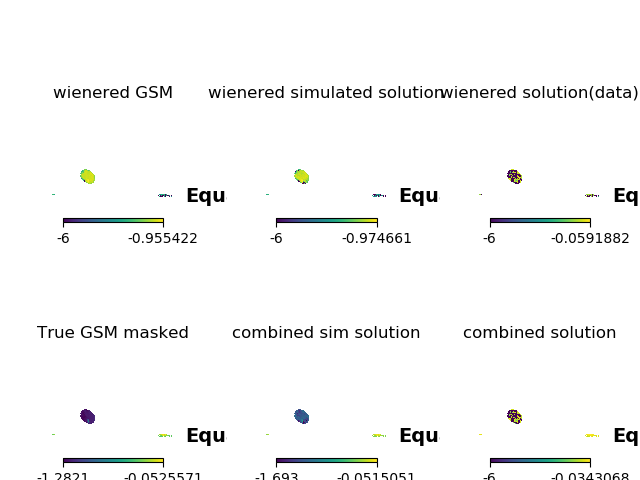 wienered GSM wienered simulated solution wienered solution(data)
Equ Equ Eq
-6 -0.955422 -6 -0.974661 -6 -0.0591882
True GSM masked combined sim solution combined solution
Equ Equ Eq
-1.2821 -0.0525571 -1.693 -0.0515051 -6 -0.0343068